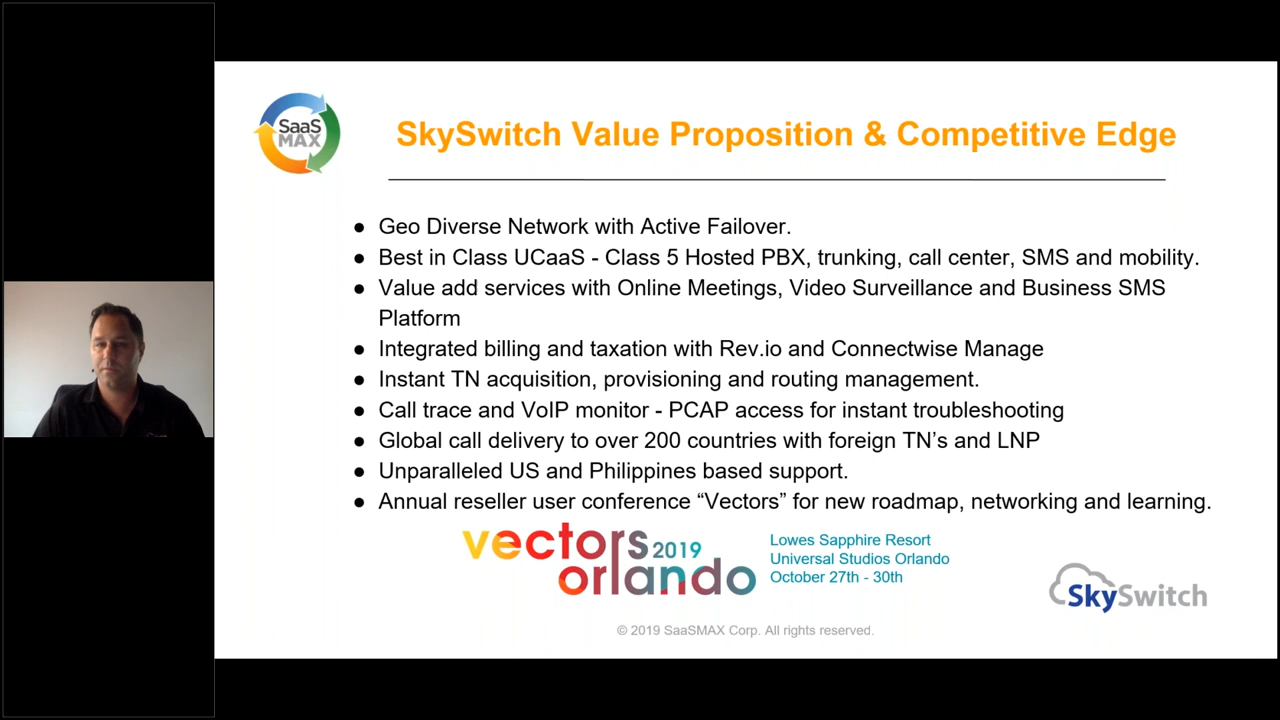 SaaS
MAX
SkySwitch Value Proposition & Competitive Edge
● Geo Diverse Network with Active Failover.
● Best in Class UCaaS - Class 5 Hosted PBX, trunking, call center, SMS and mobility.
● Value add services with Online Meetings, Video Surveillance and Business SMS
Platform
● Integrated billing and taxation with Rev.io and Connectwise Manage
● Instant TN acquisition, provisioning and routing management.
● Call trace and VoIP monitor - PCAP access for instant troubleshooting
● Global call delivery to over 200 countries with foreign TN’s and LNP
● Unparalleled US and Philippines based support.
● Annual reseller user conference “Vectors” for new roadmap, networking and learning.
vectors 2019
orlando
Lowes Sapphire Resort
Universal Studios Orlando
October 27th - 30th
SkySwitch
© 2019 SaaSMAX Corp. All rights reserved.